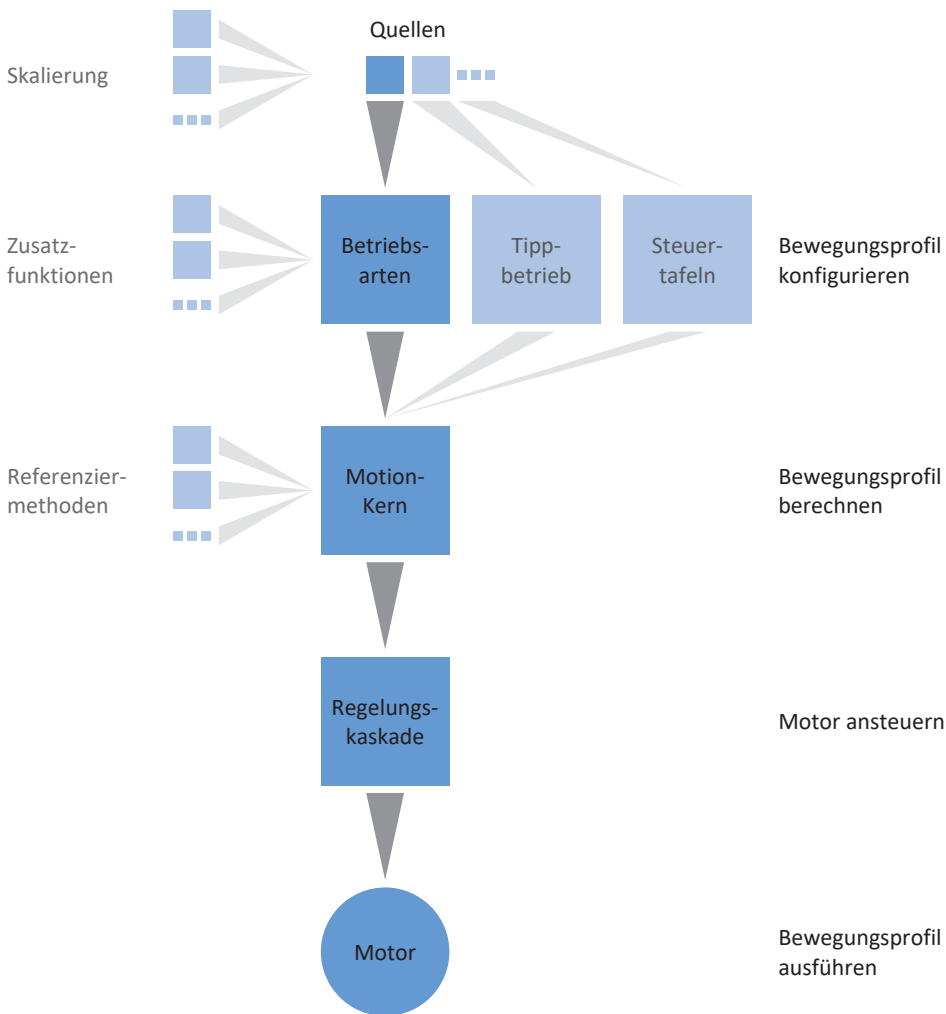 Quellen
Skalierung
Zusatz-
funktionen
Betriebs-
arten
Tipp-
betrieb
Steuer-
tafeln
Bewegungsprofil
konfigurieren
Referenzier-
methoden
Motion-
Kern
Bewegungsprofil
berechnen
Regelungs-
kaskade
Motor ansteuern
Motor
Bewegungsprofil
ausführen